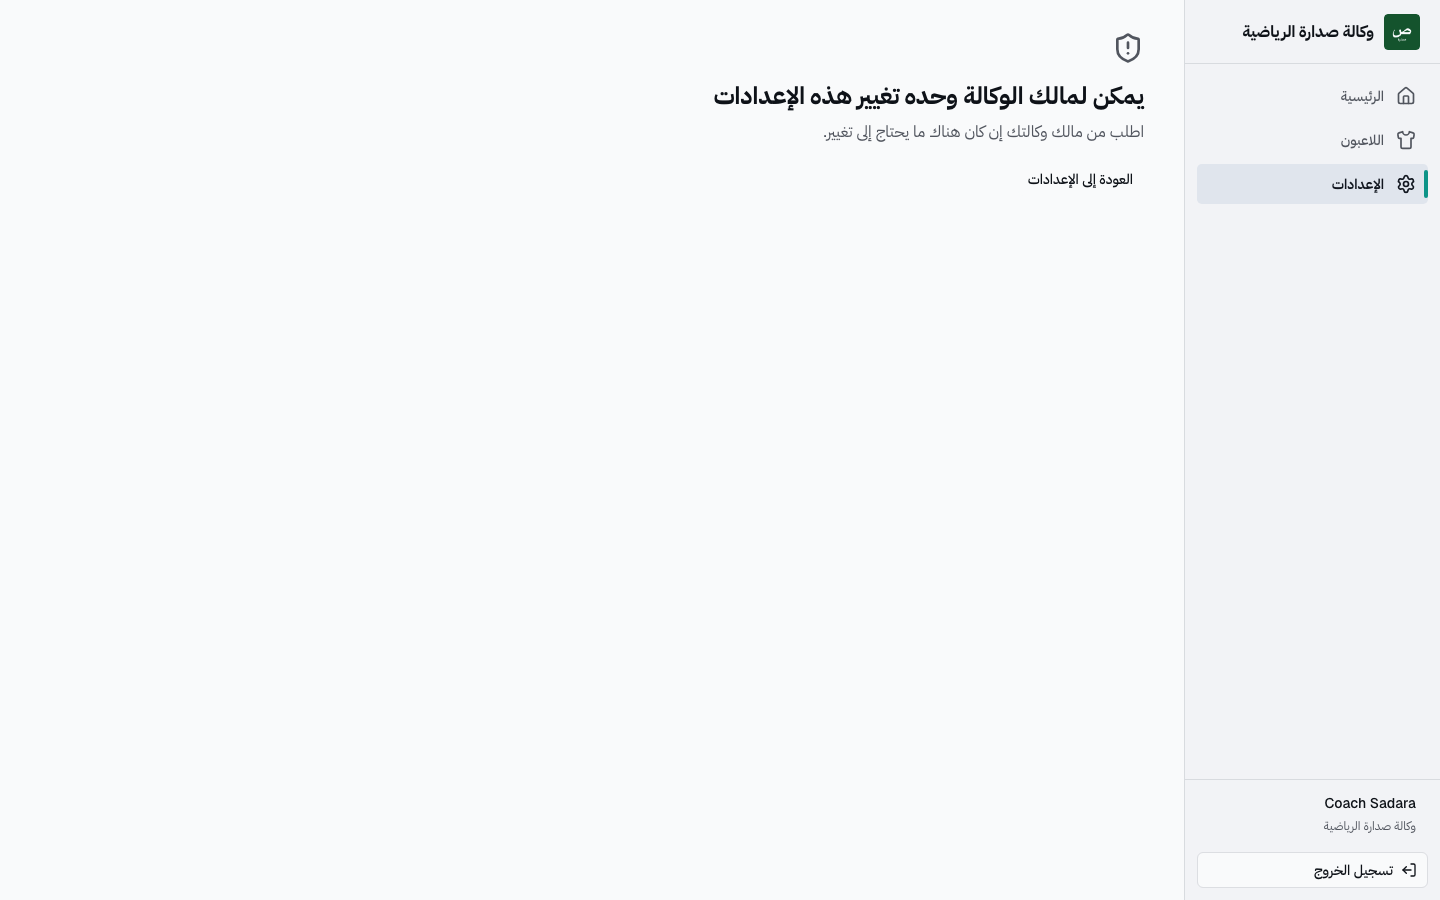 ص
وكالة صدارة الرياضية
الرئيسية
اللاعبون
الإعدادات
يمكن لمالك الوكالة وحده تغيير هذه الإعدادات
اطلب من مالك وكالتك إن كان هناك ما يحتاج إلى تغيير.
العودة إلى الإعدادات
Coach Sadara
وكالة صدارة الرياضية
تسجيل الخروج